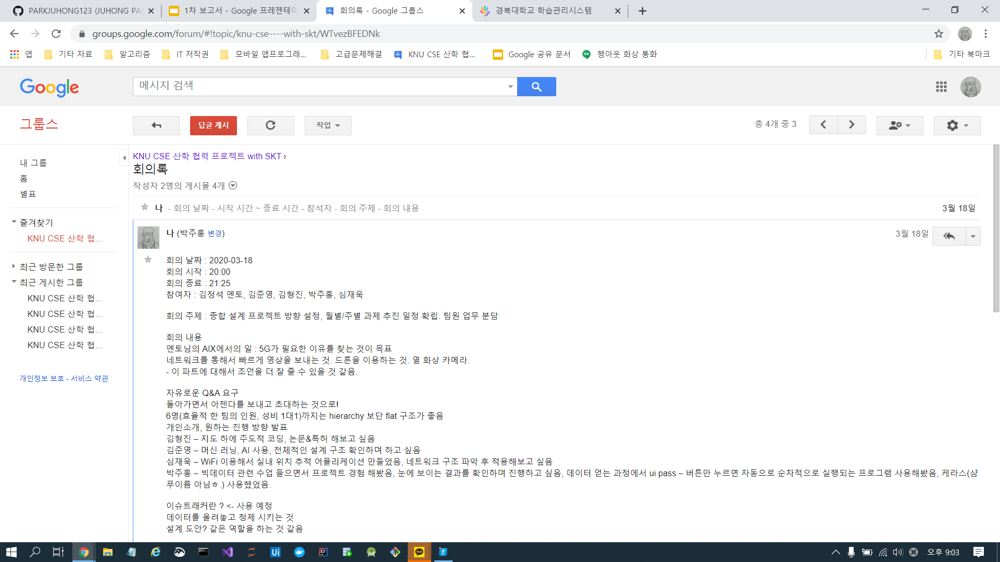 PARKJUHONG123 (JUHONG PA
1차 보고서 - Google 프레젠테이
회의록 - Google 그룹스
경북대학교 학습관리시스템
groups.google.com/forum/#!topic/knu-cse----with-skt/WTvezBFEDNk
앱
기타 자료
알고리즘
IT 저작권
모바일 앱프로그래...
고급문제해결
KNU CSE 산학 협...
Google 공유 문서
행아웃 화상 통화
기타 북마크
Google
메시지 검색
그룹스
답글 게시
작업
총 4개 중 3
내 그룹
홈
별표
즐겨찾기
KNU CSE 산학 협...
최근 방문한 그룹
최근 게시한 그룹
KNU CSE 산학 협...
KNU CSE 산학 협...
KNU CSE 산학 협...
KNU CSE 산학 협...
개인정보 보호 - 서비스 약관
KNU CSE 산학 협력 프로젝트 with SKT ›
회의록
작성자 2명의 게시물 4개
나 - 회의 날짜 - 시작 시간 ~ 종료 시간 - 참석자 - 회의 주제 - 회의 내용
3월 18일
나 (박주홍 변경)
3월 18일
회의 날짜 : 2020-03-18
회의 시작 : 20:00
회의 종료 : 21:25
참여자 : 김정석 멘토, 김준영, 김형진, 박주홍, 심재욱
회의 주제 : 종합 설계 프로젝트 방향 설정, 월별/주별 과제 추진 일정 확립. 팀원 업무 분담
회의 내용
멘토님의 AIX에서의 일 : 5G가 필요한 이유를 찾는 것이 목표
네트워크를 통해서 빠르게 영상을 보내는 것. 드론을 이용하는 것. 열 화상 카메라.
- 이 파트에 대해서 조언을 더 잘 줄 수 있을 것 같음.
자유로운 Q&A 요구
돌아가면서 아젠다를 보내고 초대하는 것으로!
6명(효율적 한 팀의 인원, 성비 1대1)까지는 hierarchy 보단 flat 구조가 좋음
개인소개, 원하는 진행 방향 발표
김형진 – 지도 하에 주도적 코딩, 논문&특허 해보고 싶음
김준영 – 머신 러닝, AI 사용, 전체적인 설계 구조 확인하며 하고 싶음
심재욱 – WiFi 이용해서 실내 위치 추적 어플리케이션 만들었음, 네트워크 구조 파악 후 적용해보고 싶음
박주홍 – 빅데이터 관련 수업 들으면서 프로젝트 경험 해봤음, 눈에 보이는 결과를 확인하며 진행하고 싶음, 데이터 얻는 과정에서 ui pass – 버튼만 누르면 자동으로 순차적으로 실행되는 프로그램 사용해봤음, 케라스(샴
푸이름 아님ㅎ.) 사용했었음.
이슈트래커란 ? <- 사용 예정
데이터를 올려놓고 정제 시키는 것
설계 도안? 같은 역할을 하는 것 같음
Ui
IJ
TALK
오후 9:03